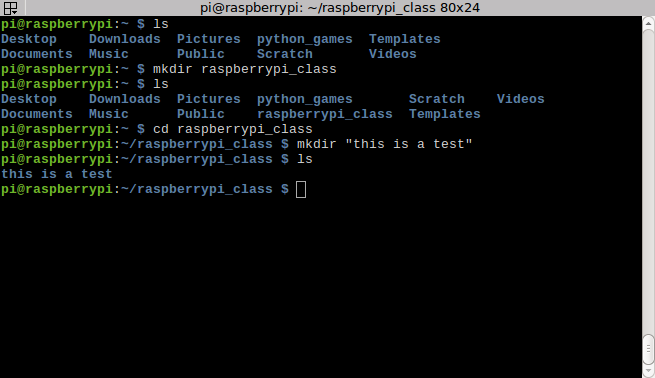 pi@raspberrypi: ~/raspberrypi_class 80x24
pi@raspberrypi:~ $ ls
Desktop    Downloads  Pictures  python_games  Templates
Documents  Music      Public    Scratch       Videos
pi@raspberrypi:~ $ mkdir raspberrypi_class
pi@raspberrypi:~ $ ls
Desktop    Downloads  Pictures  python_games       Scratch    Videos
Documents  Music      Public    raspberrypi_class  Templates
pi@raspberrypi:~ $ cd raspberrypi_class
pi@raspberrypi:~/raspberrypi_class $ mkdir "this is a test"
pi@raspberrypi:~/raspberrypi_class $ ls
this is a test
pi@raspberrypi:~/raspberrypi_class $